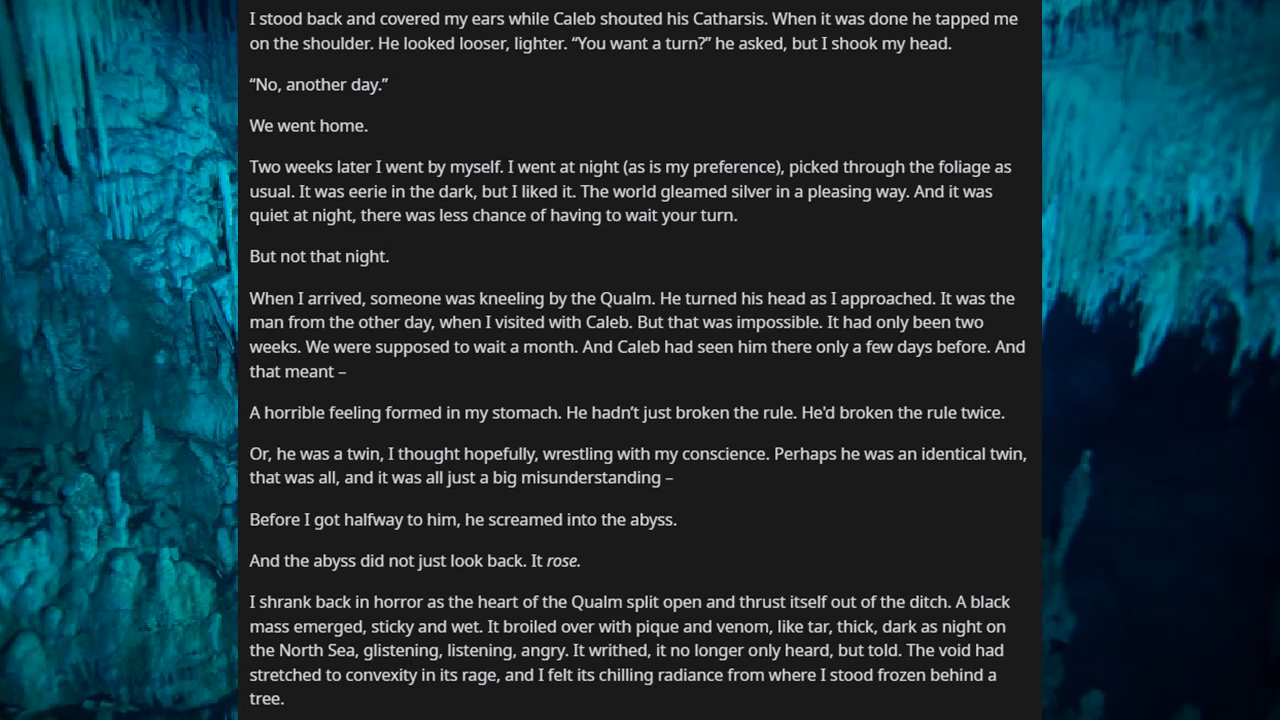 I stood back and covered my ears while Caleb shouted his Catharsis. When it was done he tapped me
on the shoulder. He looked looser, lighter. “You want a turn?” he asked, but I shook my head.
“No, another day.”
We went home.
Two weeks later I went by myself. I went at night (as is my preference), picked through the foliage as
usual. It was eerie in the dark, but I liked it. The world gleamed silver in a pleasing way. And it was
quiet at night, there was less chance of having to wait your turn.
But not that night.
When I arrived, someone was kneeling by the Qualm. He turned his head as I approached. It was the
man from the other day, when I visited with Caleb. But that was impossible. It had only been two
weeks. We were supposed to wait a month. And Caleb had seen him there only a few days before. And
that meant –
A horrible feeling formed in my stomach. He hadn’t just broken the rule. He'd broken the rule twice.
Or, he was a twin, I thought hopefully, wrestling with my conscience. Perhaps he was an identical twin,
that was all, and it was all just a big misunderstanding –
Before I got halfway to him, he screamed into the abyss.
And the abyss did not just look back. It rose.
I shrank back in horror as the heart of the Qualm split open and thrust itself out of the ditch. A black
mass emerged, sticky and wet. It broiled over with pique and venom, like tar, thick, dark as night on
the North Sea, glistening, listening, angry. It writhed, it no longer only heard, but told. The void had
stretched to convexity in its rage, and I felt its chilling radiance from where I stood frozen behind a
tree.